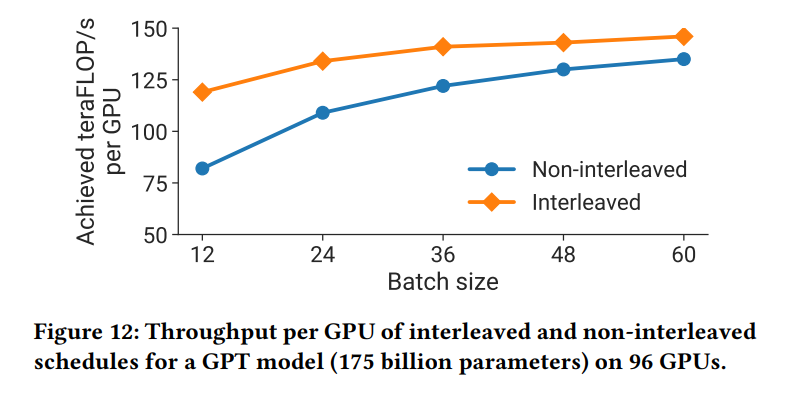 Achieved teraFLOP/s
per GPU
150
125
100
75
50
12 24 36 48 60
Batch size
Non-interleaved
Interleaved
Figure 12: Throughput per GPU of interleaved and non-interleaved
schedules for a GPT model (175 billion parameters) on 96 GPUs.